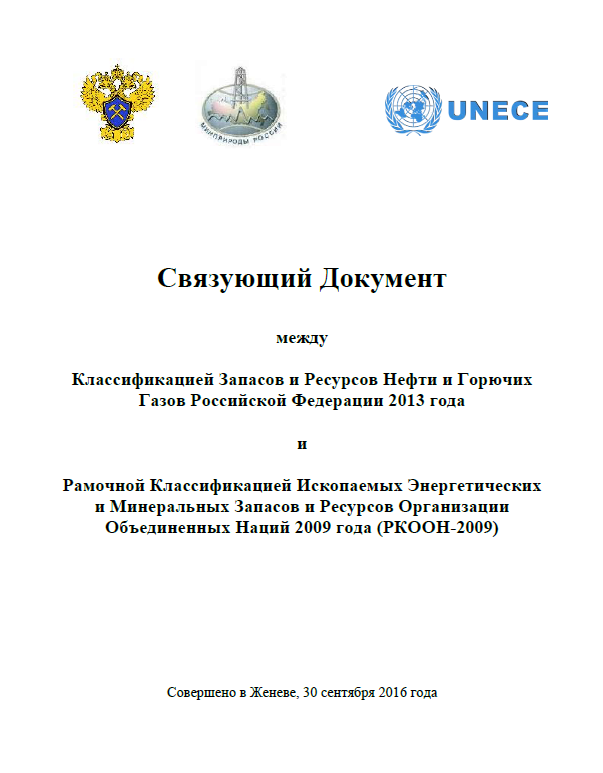 МИНПРИРОДЫ РОССИИ
UNECE
Связующий Документ
между
Классификацией Запасов и Ресурсов Нефти и Горючих
Газов Российской Федерации 2013 года
и
Рамочной Классификацией Ископаемых Энергетических
и Минеральных Запасов и Ресурсов Организации
Объединенных Наций 2009 года (РКООН-2009)
Совершено в Женеве, 30 сентября 2016 года